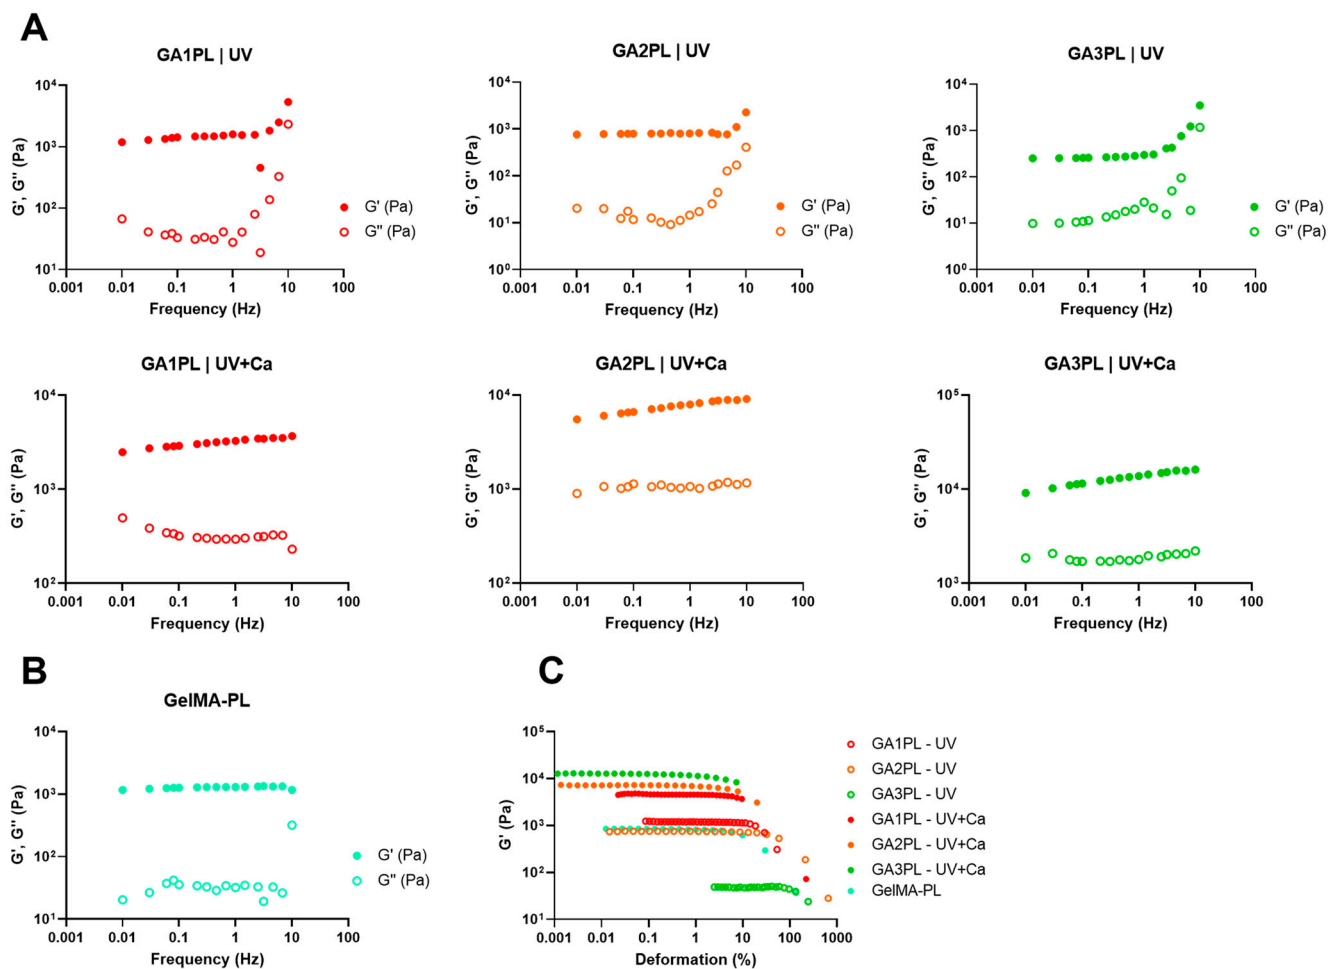 A
GA1PL | UV
GA2PL | UV
GA3PL | UV
G', G'' (Pa)
10⁴
10³
10²
10¹
0.001 0.01 0.1 1 10 100
Frequency (Hz)
G' (Pa)
G'' (Pa)
G', G'' (Pa)
10⁴
10³
10²
10¹
10⁰
0.001 0.01 0.1 1 10 100
Frequency (Hz)
G' (Pa)
G'' (Pa)
G', G'' (Pa)
10⁴
10³
10²
10¹
10⁰
0.001 0.01 0.1 1 10 100
Frequency (Hz)
G' (Pa)
G'' (Pa)
GA1PL | UV+Ca
GA2PL | UV+Ca
GA3PL | UV+Ca
G', G'' (Pa)
10⁴
10³
10²
0.001 0.01 0.1 1 10 100
Frequency (Hz)
G', G'' (Pa)
10⁴
10³
10²
0.001 0.01 0.1 1 10 100
Frequency (Hz)
G', G'' (Pa)
10⁵
10⁴
10³
0.001 0.01 0.1 1 10 100
Frequency (Hz)
B
GelMA-PL
G', G'' (Pa)
10⁴
10³
10²
10¹
0.001 0.01 0.1 1 10 100
Frequency (Hz)
G' (Pa)
G'' (Pa)
C
G' (Pa)
10⁵
10⁴
10³
10²
10¹
0.001 0.01 0.1 1 10 100 1000
Deformation (%)
GA1PL - UV
GA2PL - UV
GA3PL - UV
GA1PL - UV+Ca
GA2PL - UV+Ca
GA3PL - UV+Ca
GelMA-PL